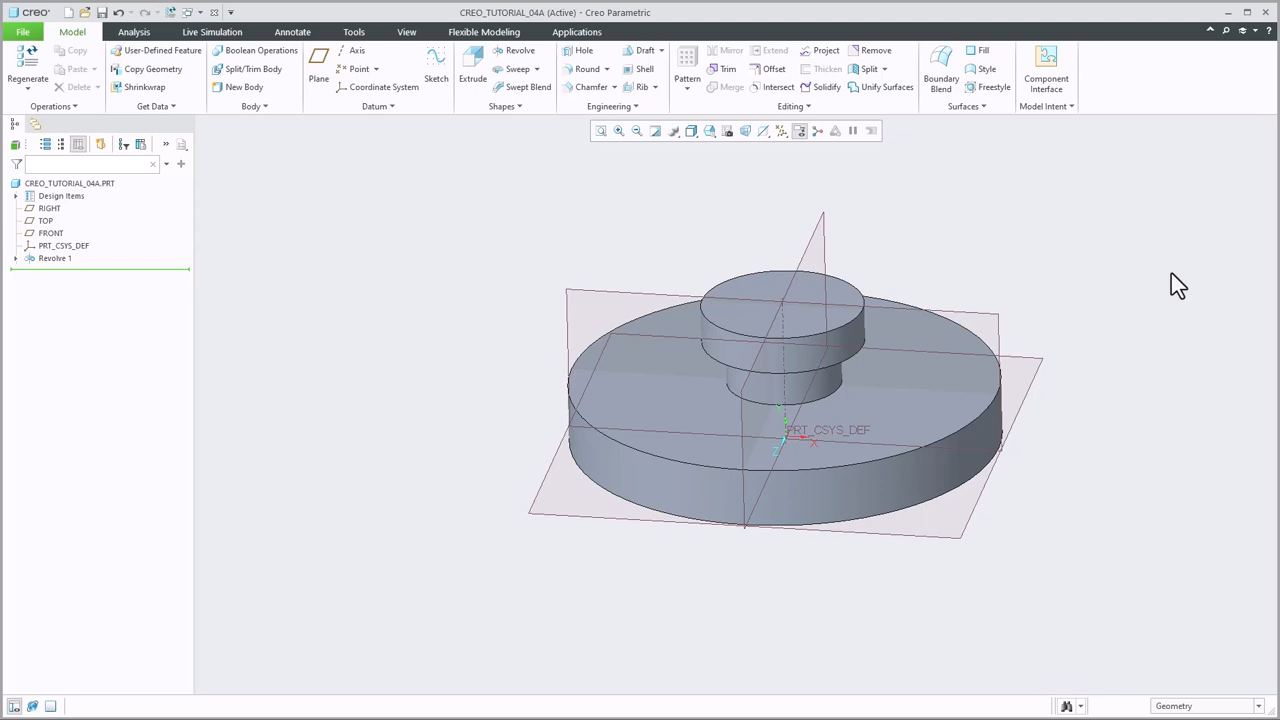 creo CREO_TUTORIAL_04A (Active) - Creo Parametric
File Model Analysis Live Simulation Annotate Tools View Flexible Modeling Applications
Regenerate Copy Paste Delete
User-Defined Feature Copy Geometry Shrinkwrap
Boolean Operations Split/Trim Body New Body
Plane Axis Point Coordinate System Sketch
Extrude Revolve Sweep Swept Blend
Hole Round Chamfer Draft Shell Rib
Pattern Mirror Trim Merge Extend Offset Intersect Project Thicken Solidify Remove Split Unify Surfaces
Boundary Blend Fill Style Freestyle
Component Interface
Operations Get Data Body Datum Shapes Engineering Editing Surfaces Model Intent
CREO_TUTORIAL_04A.PRT
Design Items
RIGHT
TOP
FRONT
PRT_CSYS_DEF
Revolve 1
Y
PRT_CSYS_DEF
X
Z
Geometry